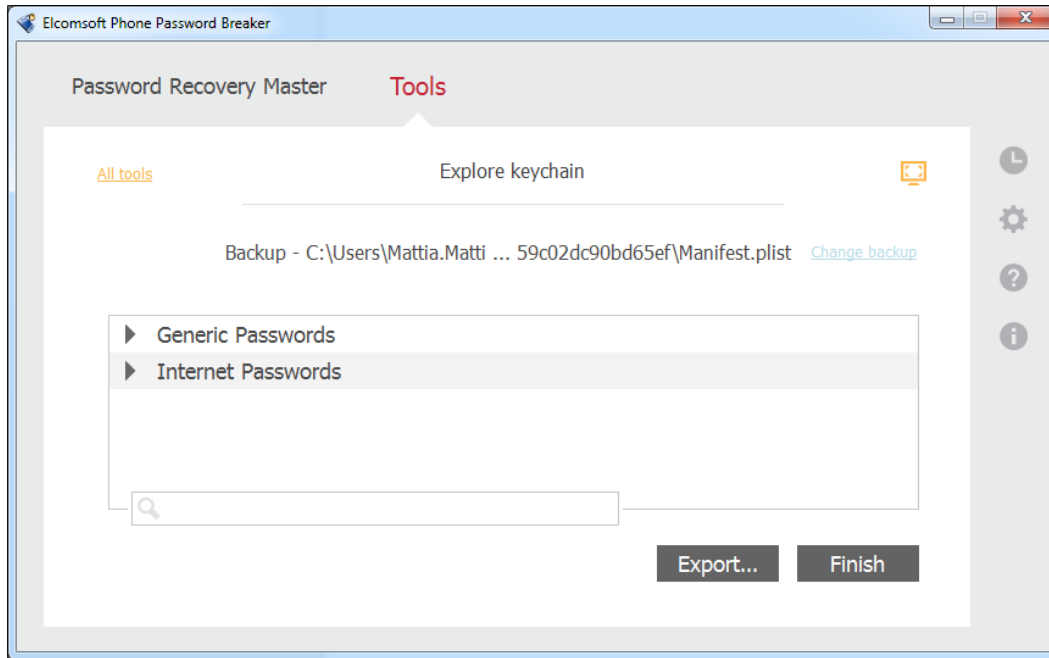 Elcomsoft Phone Password Breaker
Password Recovery Master Tools
All tools Explore keychain
Backup - C:\Users\Mattia.Matti ... 59c02dc90bd65ef\Manifest.plist Change backup
Generic Passwords
Internet Passwords
Export... Finish